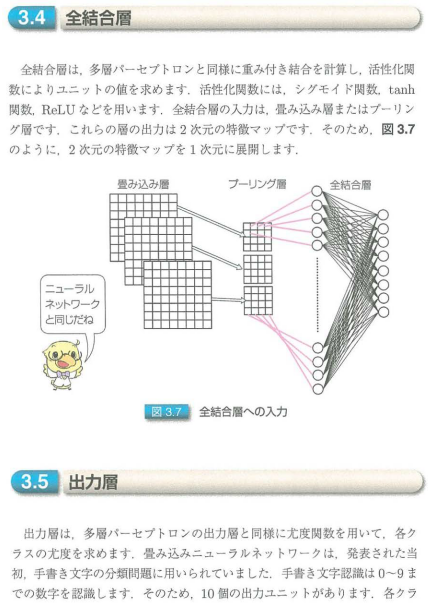 3.4 全結合層
全結合層は，多層パーセプトロンと同様に重み付き結合を計算し，活性化関
数によりユニットの値を求めます．活性化関数には，シグモイド関数，tanh
関数，ReLU などを用います．全結合層の入力は，畳み込み層またはプーリン
グ層です．これらの層の出力は 2 次元の特徴マップです．そのため，図 3.7
のように，2 次元の特徴マップを 1 次元に展開します．
畳み込み層
プーリング層
全結合層
ニューラル
ネットワーク
と同じだね
図 3.7 全結合層への入力
3.5 出力層
出力層は，多層パーセプトロンの出力層と同様に尤度関数を用いて，各ク
ラスの尤度を求めます．畳み込みニューラルネットワークは，発表された当
初，手書き文字の分類問題に用いられていました．手書き文字認識は 0～9 ま
での数字を認識します．そのため，10 個の出力ユニットがあります．各クラ